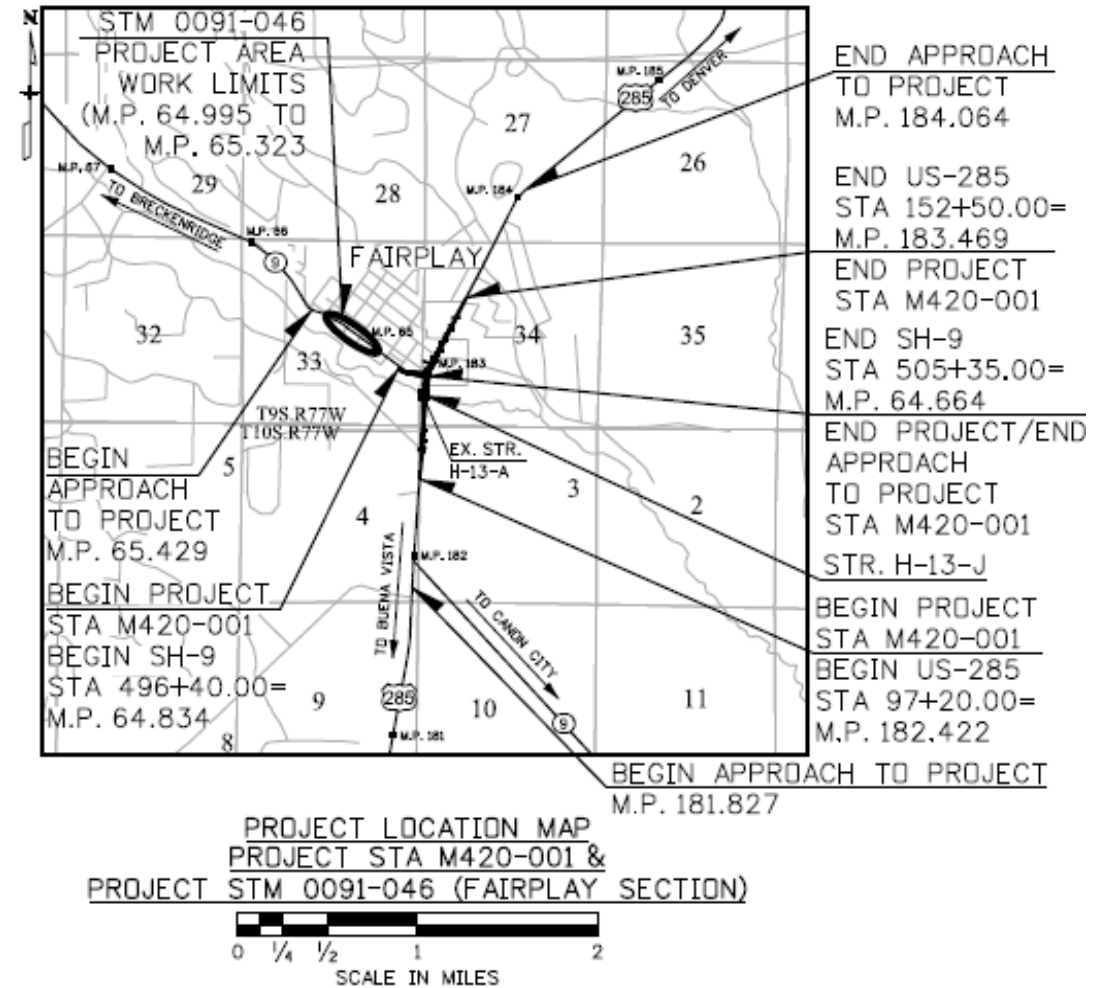 N
STM 0091-046
PROJECT AREA
WORK LIMITS
(M.P. 64.995 TO
M.P. 65.323
M.P. 67
29
TO BRECKENRIDGE
M.P. 66
9
28
27
M.P. 185
285
TO DENVER
26
M.P. 184
FAIRPLAY
32
33
M.P. 65
M.P. 183
34
35
T9S.R77W
T10S.R77W
EX. STR.
H-13-A
5
4
3
2
M.P. 182
TO BUENA VISTA
TO CANON CITY
9
285
10
9
11
8
M.P. 181
BEGIN
APPROACH
TO PROJECT
M.P. 65.429
BEGIN PROJECT
STA M420-001
BEGIN SH-9
STA 496+40.00=
M.P. 64.834
END APPROACH
TO PROJECT
M.P. 184.064
END US-285
STA 152+50.00=
M.P. 183.469
END PROJECT
STA M420-001
END SH-9
STA 505+35.00=
M.P. 64.664
END PROJECT/END
APPROACH
TO PROJECT
STA M420-001
STR. H-13-J
BEGIN PROJECT
STA M420-001
BEGIN US-285
STA 97+20.00=
M.P. 182.422
BEGIN APPROACH TO PROJECT
M.P. 181.827
PROJECT LOCATION MAP
PROJECT STA M420-001 &
PROJECT STM 0091-046 (FAIRPLAY SECTION)
0 1/4 1/2 1 2
SCALE IN MILES